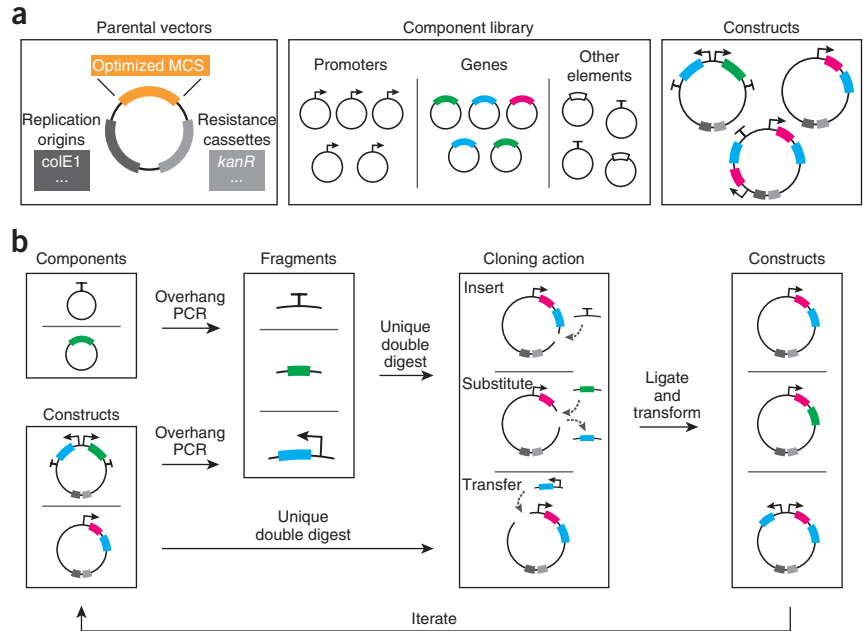 a
Parental vectors
Optimized MCS
Replication
origins
colE1
...
Resistance
cassettes
kanR
...
Component library
Promoters
Genes
Other
elements
Constructs
b
Components
Overhang
PCR
Fragments
Unique
double
digest
Cloning action
Insert
Substitute
Transfer
Ligate
and
transform
Constructs
Constructs
Overhang
PCR
Unique
double digest
Iterate